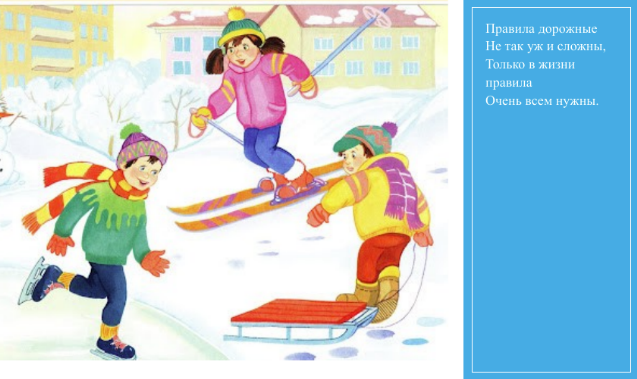 Правила дорожные
Не так уж и сложны,
Только в жизни
правила
Очень всем нужны.